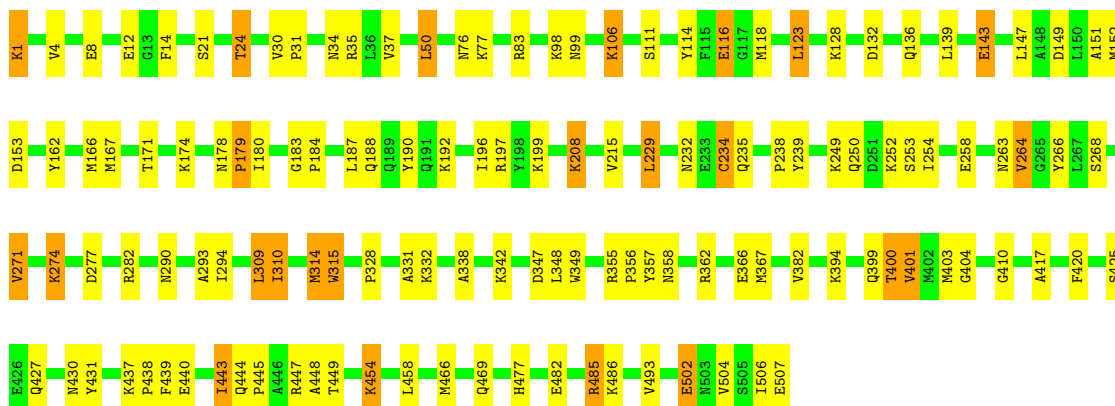 K1 V4 E8 E12 G13 F14 S21 T24 V30 P31 N34 R35 L36 V37 L50 N76 K77 R83 K98 N99 K106 S111 Y114 F115 E116 G117 M118 L123 K128 D132 Q136 L139 E143 L147 A148 D149 L150 A151 M152
D153 Y162 M166 M167 T171 K174 N178 P179 I180 G183 P184 L187 Q188 Q189 Y190 Q191 K192 I196 R197 Y198 K199 K208 V215 L229 N232 E233 C234 Q235 P238 Y239 K249 Q250 D251 K252 S253 I254 E258 N263 V264 G265 Y266 L267 S268
V271 K274 D277 R282 N290 A293 I294 L309 I310 M314 W315 P328 A331 K332 A338 K342 D347 L348 W349 R355 P356 Y357 N358 R362 E366 M367 V382 K394 Q399 T400 V401 M402 M403 G404 G410 A417 F420
E426 Q427 N430 Y431 K437 P438 F439 E440 I443 Q444 P445 A446 R447 A448 T449 K454 L458 M466 Q469 H477 E482 R485 K486 V493 E502 N503 V504 S505 I506 E507